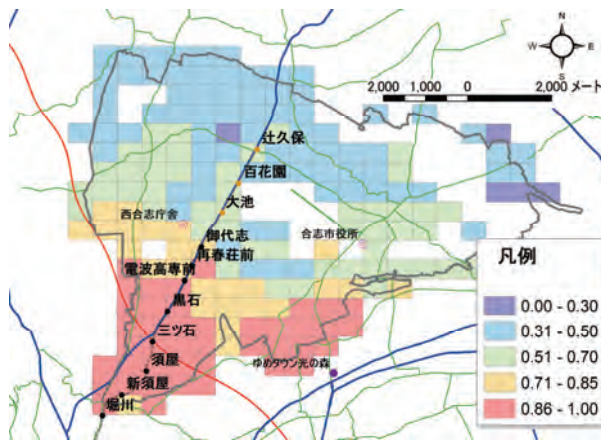 N
W
E
S
2,000 1,000 0 2,000 メート
辻久保
百花園
大池
西合志庁舎
御代志
合志市役所
再春荘前
電波高専前
黒石
三ツ石
須屋
ゆめタウン光の森
新須屋
堀川
凡例
0.00 - 0.30
0.31 - 0.50
0.51 - 0.70
0.71 - 0.85
0.86 - 1.00